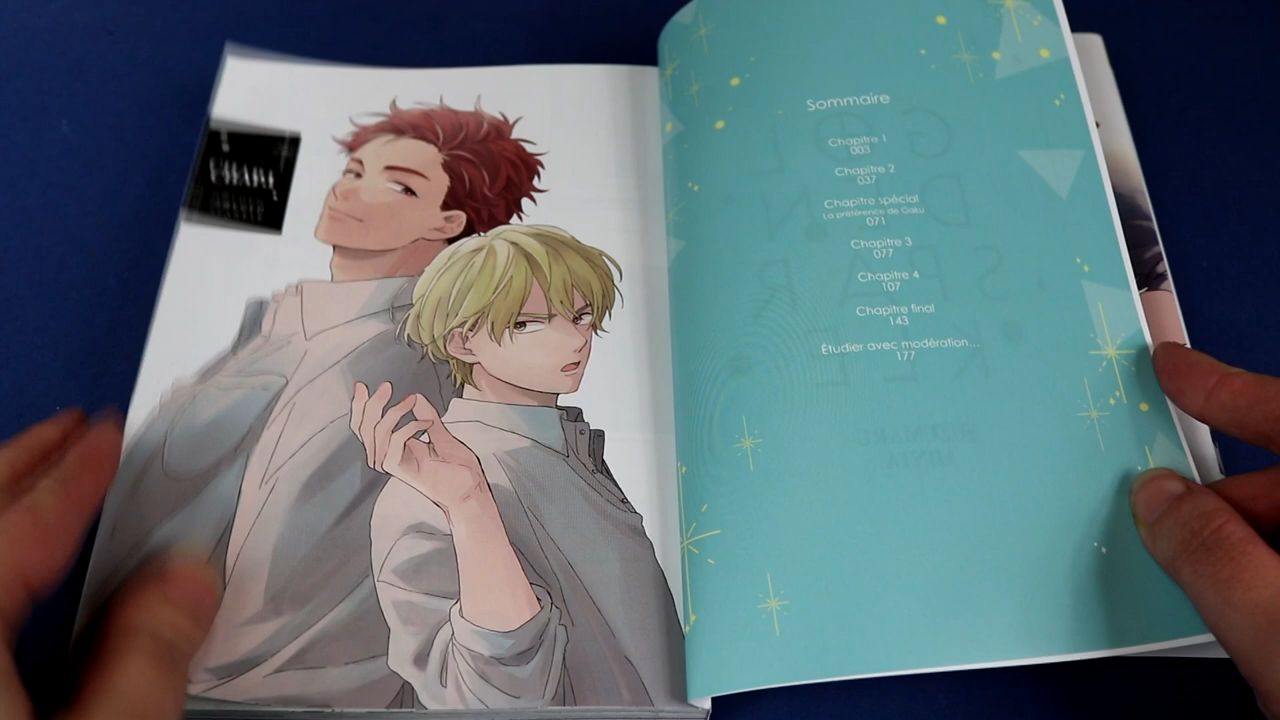 Sommaire
Chapitre 1
003
Chapitre 2
037
Chapitre spécial
La préférence de Gaku
071
Chapitre 3
077
Chapitre 4
107
Chapitre final
143
Étudier avec modération...
177